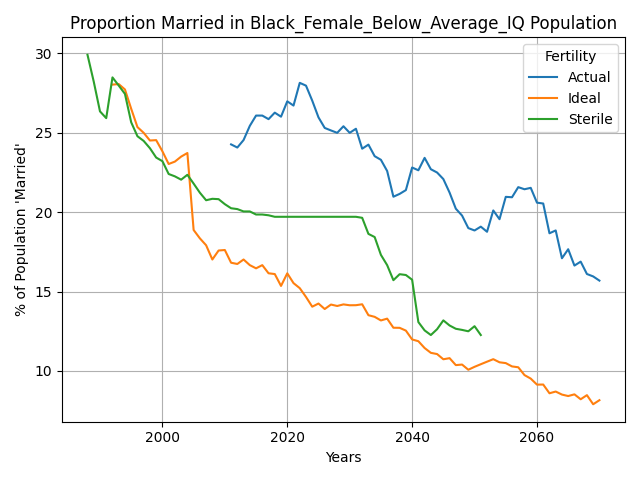 Proportion Married in Black_Female_Below_Average_IQ Population
% of Population 'Married'
30
25
20
15
10
Fertility
Actual
Ideal
Sterile
2000
2020
2040
2060
Years